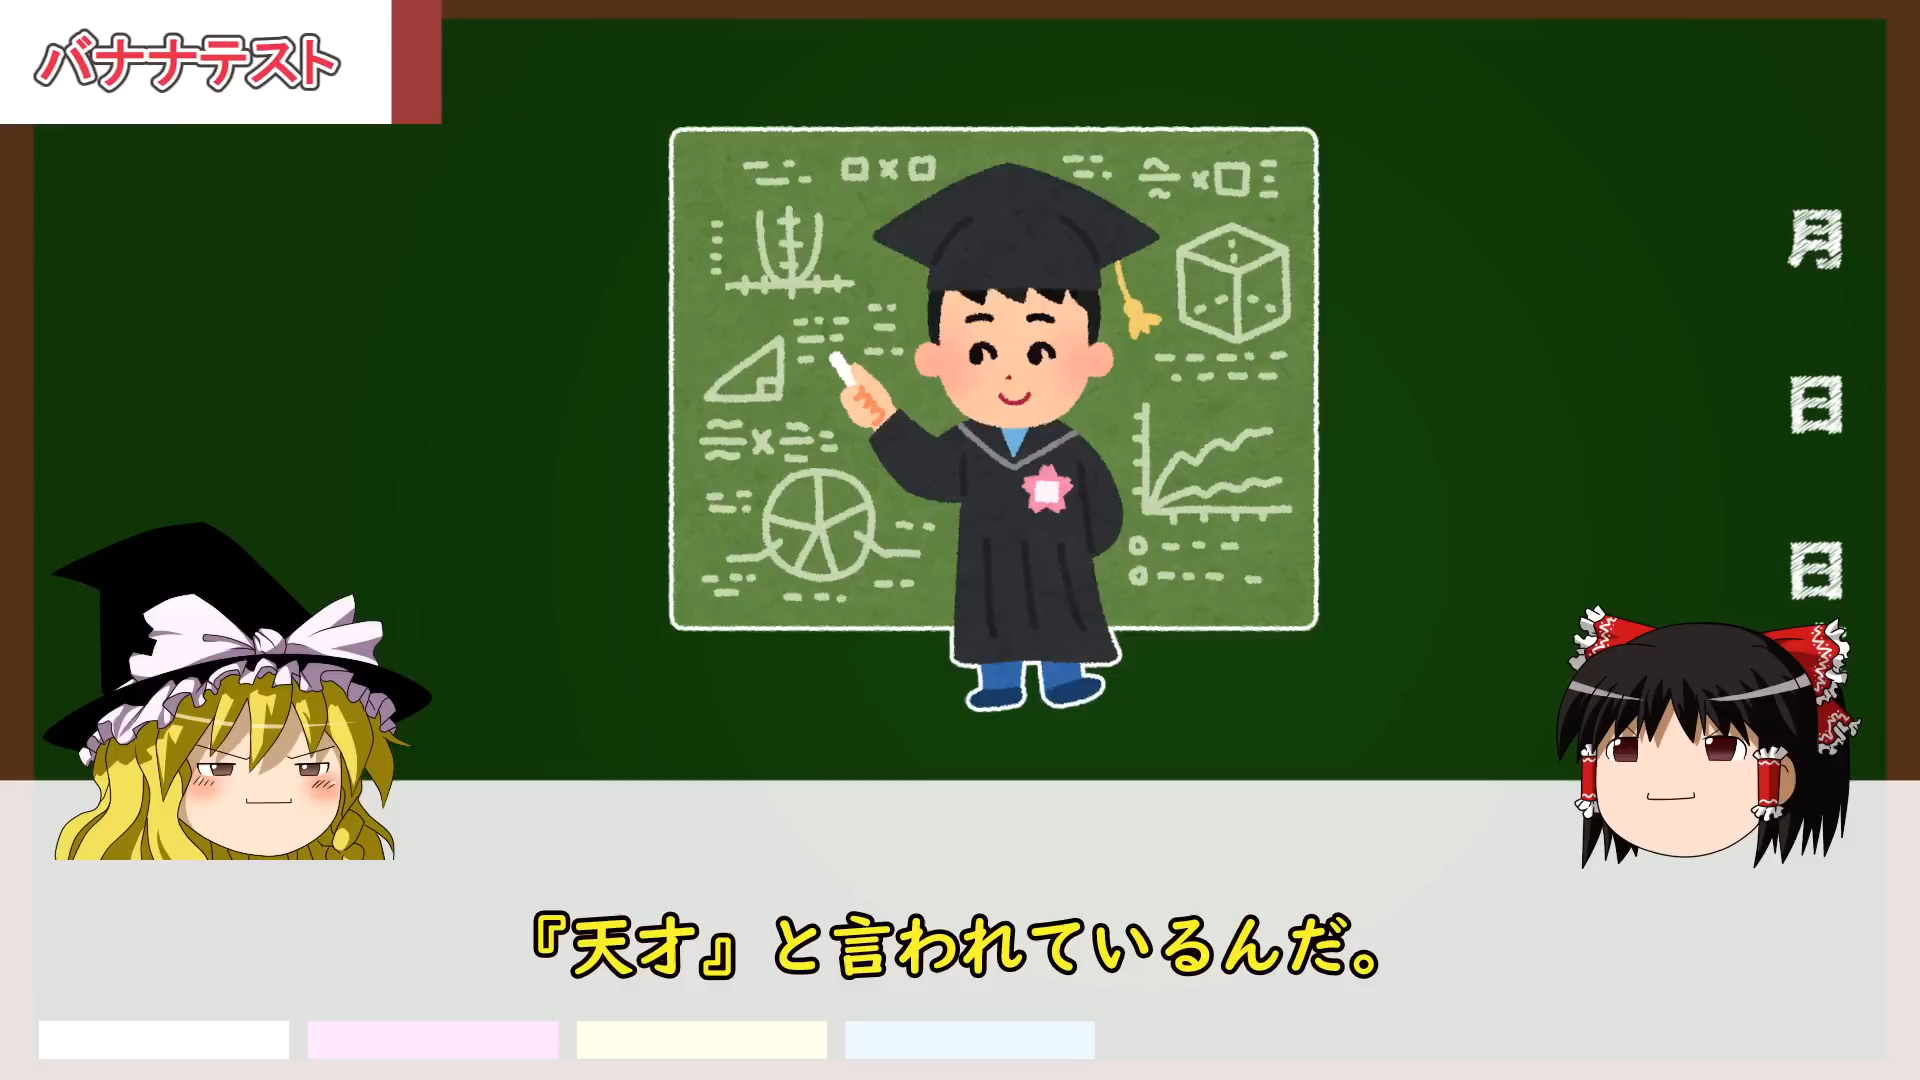 バナナテスト
月
日
日
『天才』と言われているんだ。